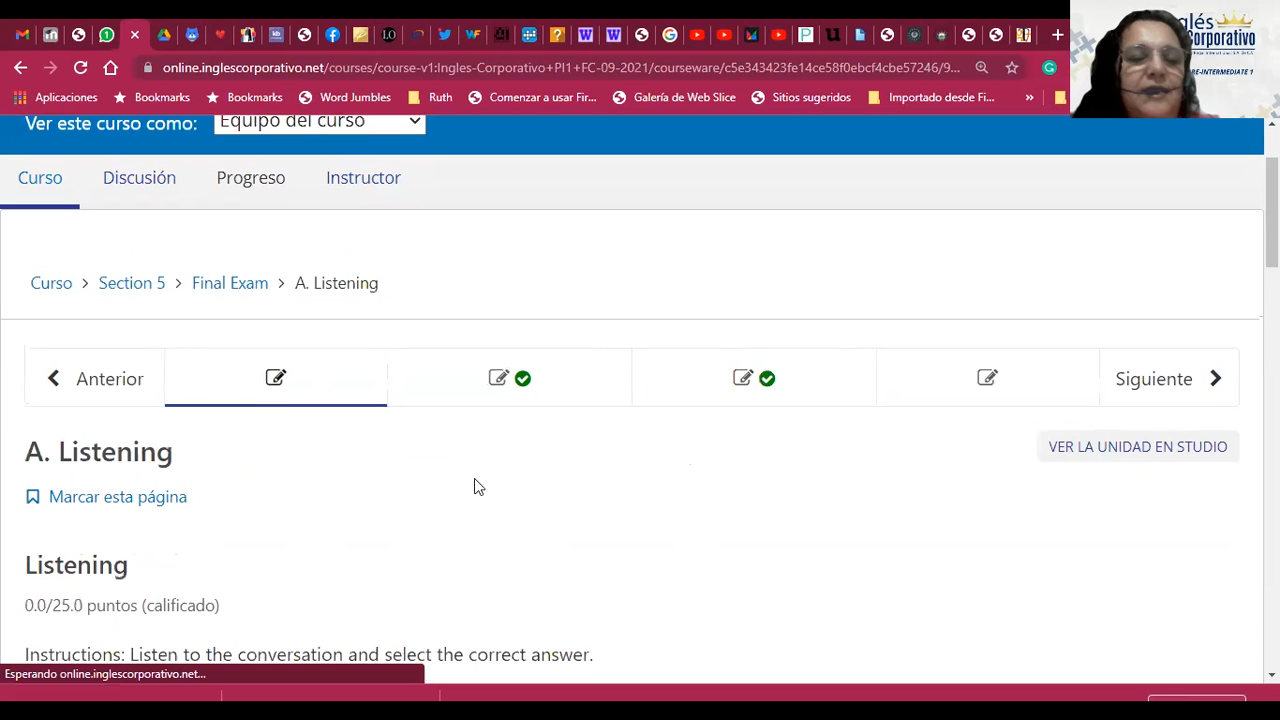 online.inglescorporativo.net/courses/course-v1:Ingles-Corporativo+PI1+FC-09-2021/courseware/c5e343423fe14ce58f0ebcf4cbe57246/9...
Aplicaciones Bookmarks Bookmarks Word Jumbles Ruth Comenzar a usar Fir... Galería de Web Slice Sitios sugeridos Importado desde Fi... »
Corporativo
RE-INTERMEDIATE 1
Ver este curso como: Equipo del curso
Curso Discusión Progreso Instructor
Curso > Section 5 > Final Exam > A. Listening
Anterior Siguiente
A. Listening
VER LA UNIDAD EN STUDIO
Marcar esta página
Listening
0.0/25.0 puntos (calificado)
Instructions: Listen to the conversation and select the correct answer.
Esperando online.inglescorporativo.net...